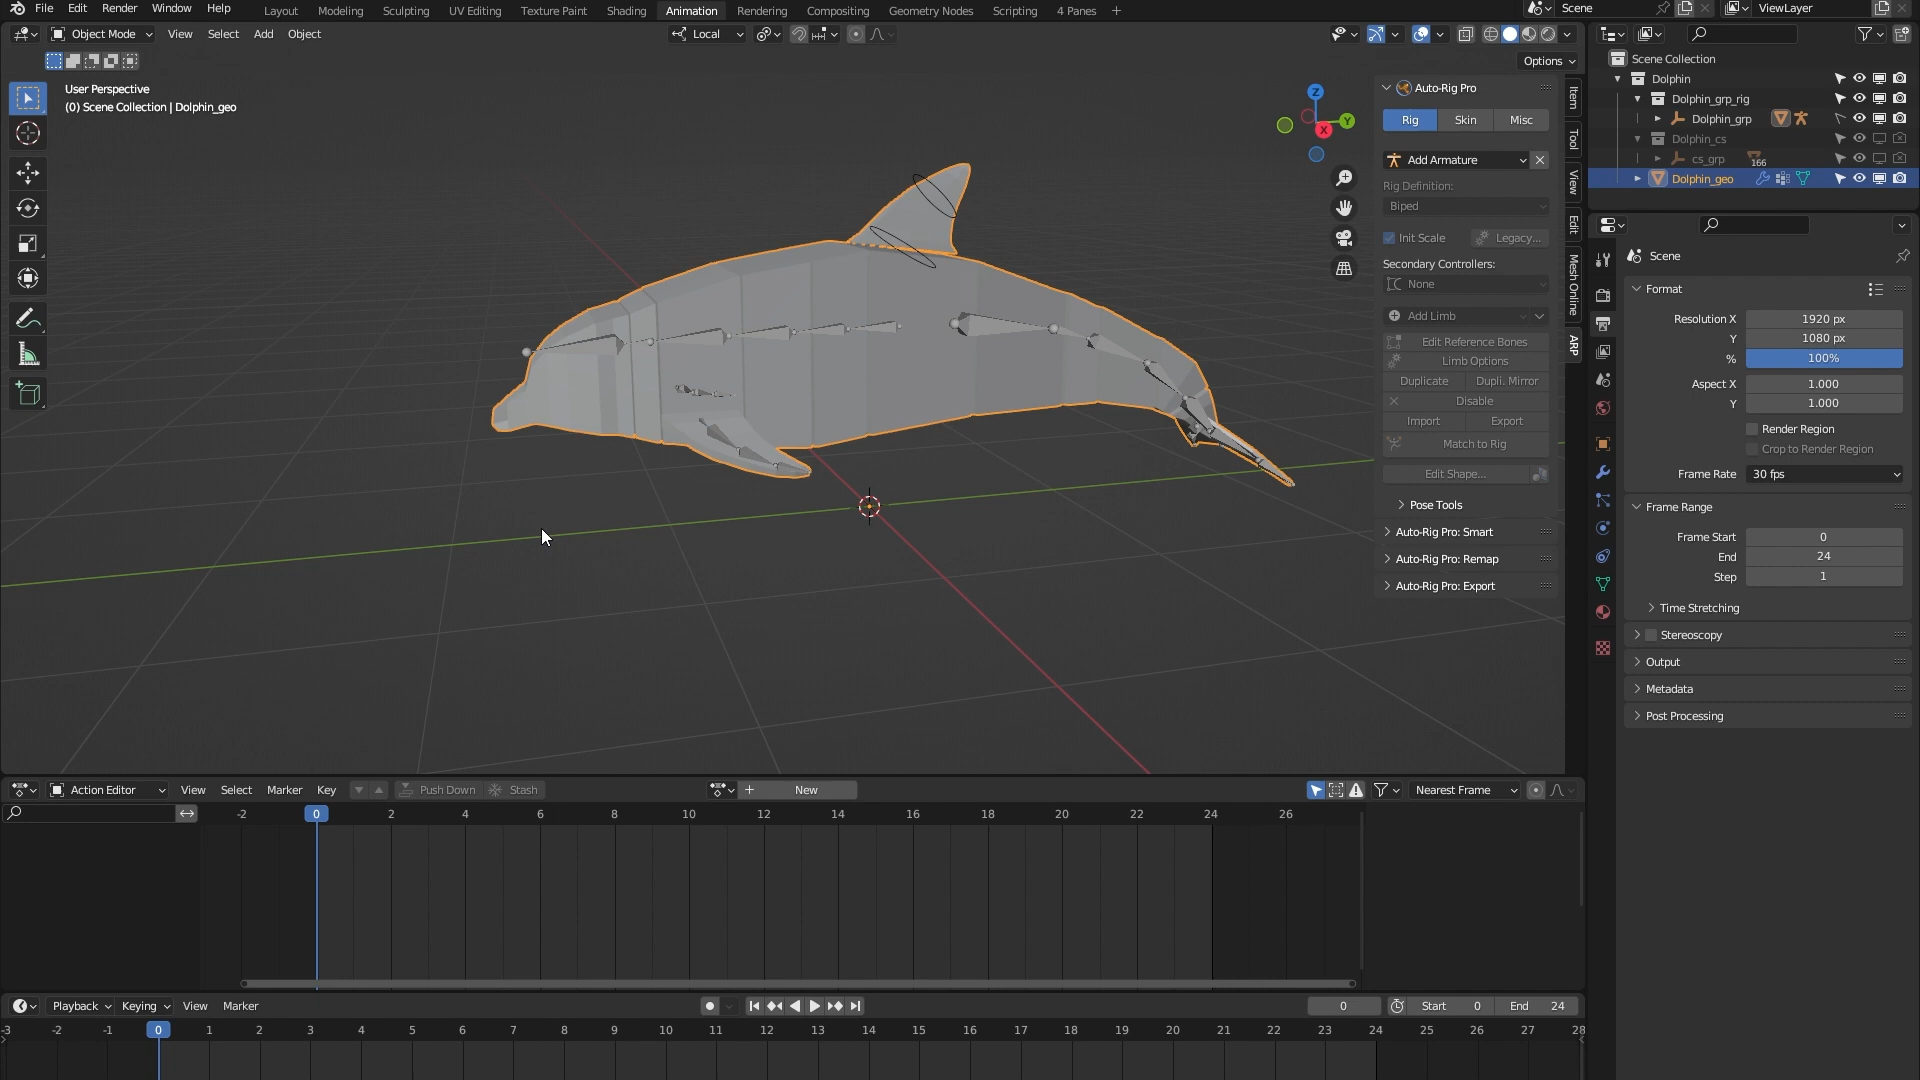 File Edit Render Window Help Layout Modeling Sculpting UV Editing Texture Paint Shading Animation Rendering Compositing Geometry Nodes Scripting 4 Panes + Scene ViewLayer
Object Mode View Select Add Object Local
Options
User Perspective
(0) Scene Collection | Dolphin_geo
Z
Y
X
Auto-Rig Pro
Rig Skin Misc
Add Armature
Rig Definition:
Biped
Init Scale Legacy...
Secondary Controllers:
None
Add Limb
Edit Reference Bones
Limb Options
Duplicate Dupli. Mirror
Disable
Import Export
Match to Rig
Edit Shape...
Pose Tools
Auto-Rig Pro: Smart
Auto-Rig Pro: Remap
Auto-Rig Pro: Export
Item
Tool
View
Edit
Mesh Online
ARP
Scene Collection
Dolphin
Dolphin_grp_rig
Dolphin_grp
Dolphin_cs
cs_grp 166
Dolphin_geo
Scene
Format
Resolution X 1920 px
Y 1080 px
% 100%
Aspect X 1.000
Y 1.000
Render Region
Crop to Render Region
Frame Rate 30 fps
Frame Range
Frame Start 0
End 24
Step 1
Time Stretching
Stereoscopy
Output
Metadata
Post Processing
Action Editor View Select Marker Key Push Down Stash + New Nearest Frame
-2 0 2 4 6 8 10 12 14 16 18 20 22 24 26
Playback Keying View Marker 0 Start 0 End 24
-3 -2 -1 0 1 2 3 4 5 6 7 8 9 10 11 12 13 14 15 16 17 18 19 20 21 22 23 24 25 26 27 28